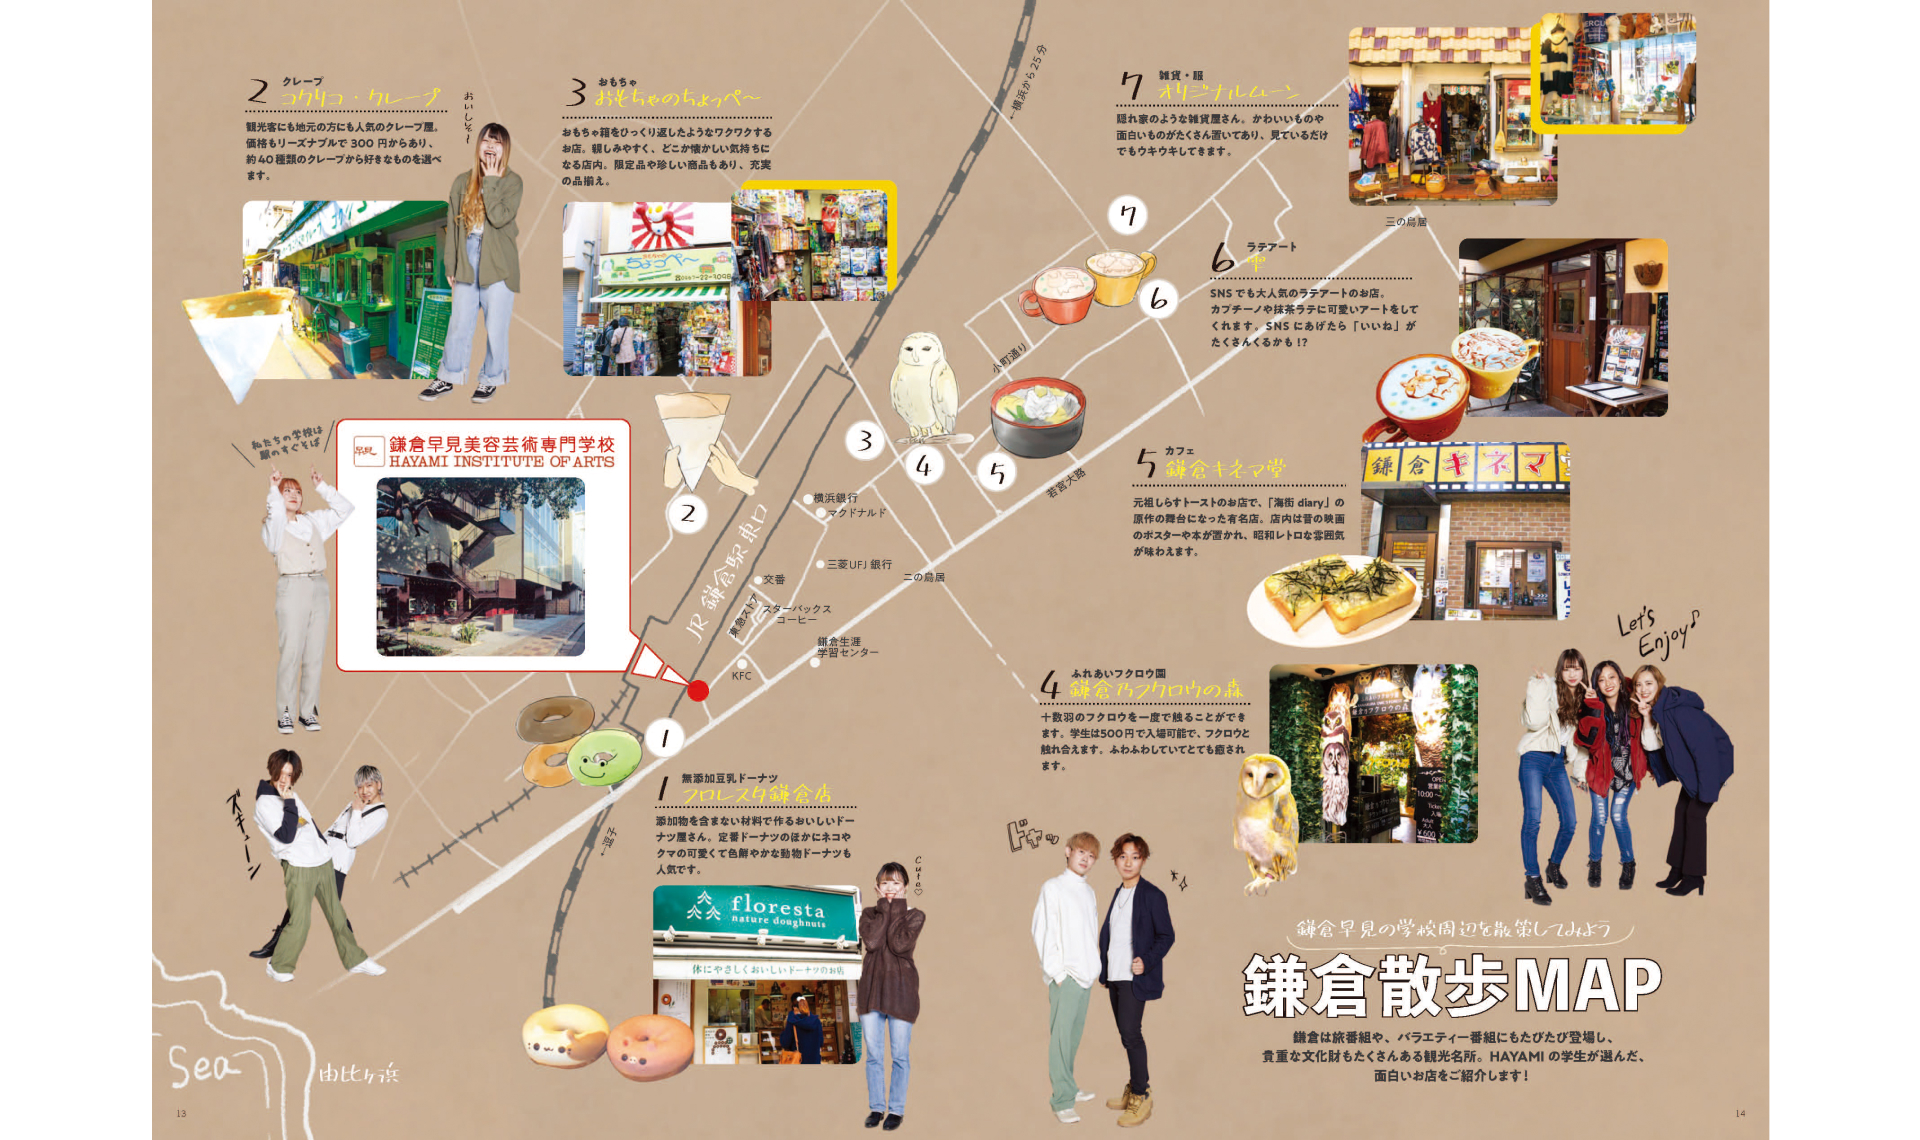 2
クレープ
コクリコ・クレープ
観光客にも地元の方にも人気のクレープ屋。
価格もリーズナブルで 300 円からあり、
約40種類のクレープから好きなものを選べ
ます。
おいし〜
3
おもちゃ
おもちゃのちょっぺ〜
おもちゃ箱をひっくり返したようなワクワクする
お店。親しみやすく、どこか懐かしい気持ちに
なる店内。限定品や珍しい商品もあり、充実
の品揃え。
ちょっぺ〜
←横浜から25分
7
雑貨・服
オリジナルムーン
隠れ家のような雑貨屋さん。かわいいものや
面白いものがたくさん置いてあり、見ているだけ
でもウキウキしてきます。
三の鳥居
6
ラテアート
雫
SNS でも大人気のラテアートのお店。
カプチーノや抹茶ラテに可愛いアートをして
くれます。SNS にあげたら「いいね」が
たくさんくるかも!?
5
カフェ
鎌倉キネマ堂
元祖しらすトーストのお店で、「海街 diary」の
原作の舞台になった有名店。店内は昔の映画
のポスターや本が置かれ、昭和レトロな雰囲気
が味わえます。
鎌倉キネマ
私たちの学校は
駅のすぐそば
早見
鎌倉早見美容芸術専門学校
HAYAMI INSTITUTE OF ARTS
7
6
小町通り
3
4
5
若宮大路
2
横浜銀行
マクドナルド
JR 鎌倉駅 東口
三菱UFJ 銀行
二の鳥居
交番
東急ストア
スターバックス
コーヒー
鎌倉生涯
学習センター
KFC
1
←逗子
4
ふれあいフクロウ園
鎌倉乃フクロウの森
十数羽のフクロウを一度で触ることができ
ます。学生は500円で入場可能で、フクロウと
触れ合えます。ふわふわしていてとても癒され
ます。
Let's
Enjoy♪
ズキューン
1
無添加豆乳ドーナツ
フロレスタ鎌倉店
添加物を含まない材料で作るおいしいドー
ナツ屋さん。定番ドーナツのほかにネコや
クマの可愛くて色鮮やかな動物ドーナツも
人気です。
floresta
nature doughnuts
体にやさしくおいしいドーナツのお店
Cute♡
ドヤッ
鎌倉早見の学校周辺を散策してみよう
鎌倉散歩MAP
鎌倉は旅番組や、バラエティー番組にもたびたび登場し、
貴重な文化財もたくさんある観光名所。HAYAMI の学生が選んだ、
面白いお店をご紹介します!
Sea
由比ヶ浜
13
14